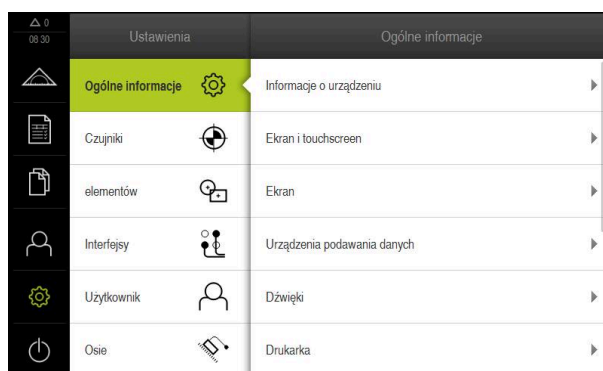 0
08:30
Ustawienia
Ogólne informacje
Ogólne informacje
Czujniki
elementów
Interfejsy
Użytkownik
Osie
Informacje o urządzeniu
Ekran i touchscreen
Ekran
Urządzenia podawania danych
Dźwięki
Drukarka